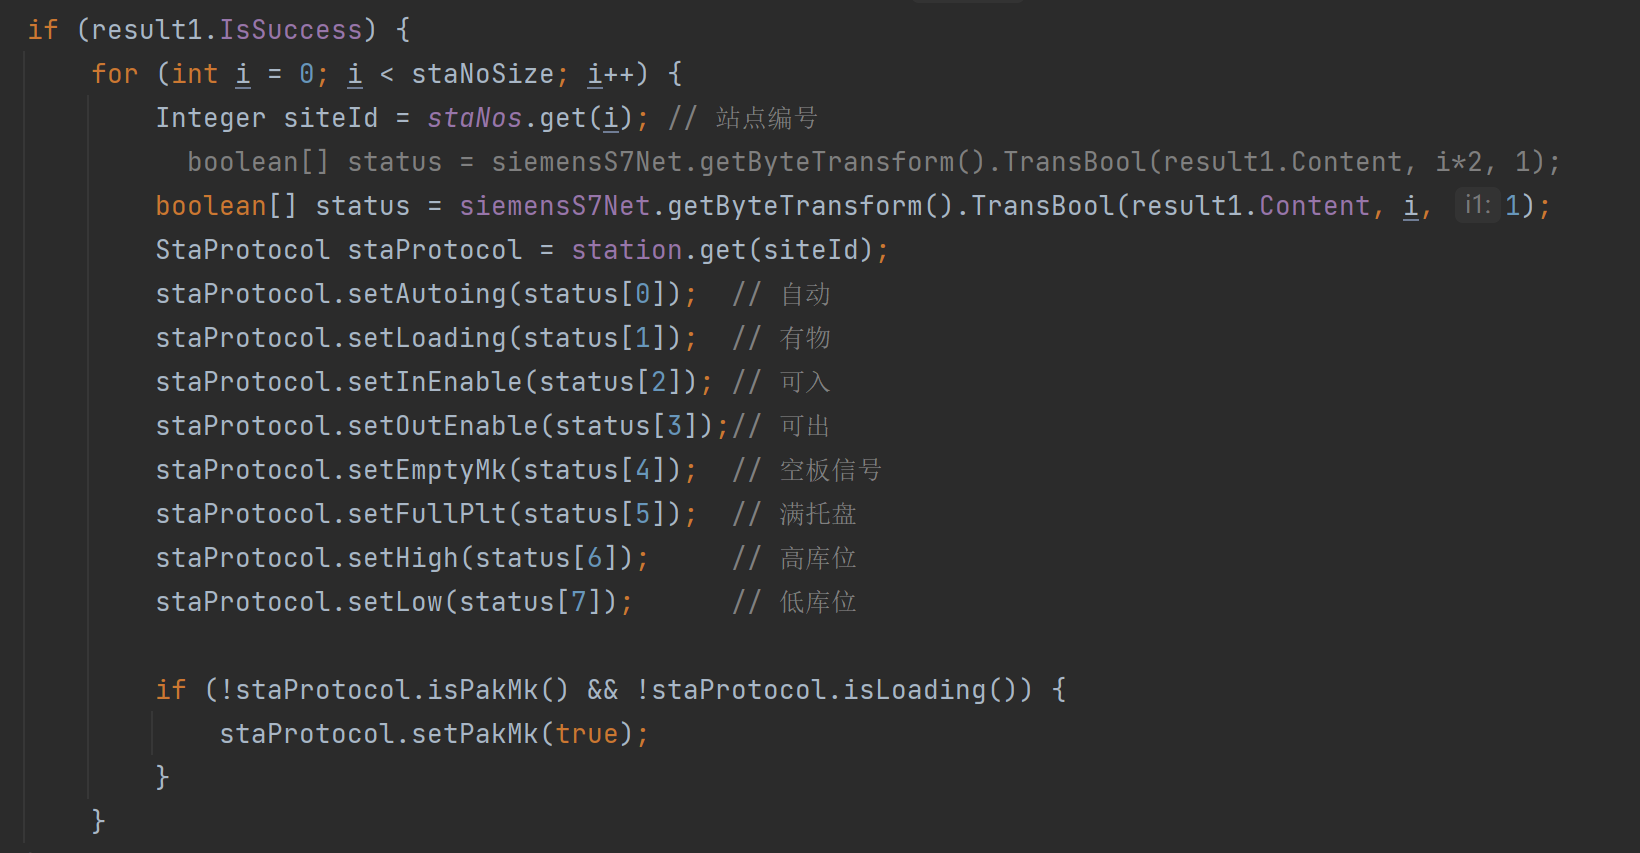 if (result1.IsSuccess) {
for (int i = 0; i < staNoSize; i++) {
Integer siteId = staNos.get(i); // 站点编号
boolean[] status = siemensS7Net.getByteTransform().TransBool(result1.Content, i*2, 1);
boolean[] status = siemensS7Net.getByteTransform().TransBool(result1.Content, i, i1: 1);
StaProtocol staProtocol = station.get(siteId);
staProtocol.setAutoing(status[0]); // 自动
staProtocol.setLoading(status[1]); // 有物
staProtocol.setInEnable(status[2]); // 可入
staProtocol.setOutEnable(status[3]);// 可出
staProtocol.setEmptyMk(status[4]); // 空板信号
staProtocol.setFullPlt(status[5]); // 满托盘
staProtocol.setHigh(status[6]); // 高库位
staProtocol.setLow(status[7]); // 低库位
if (!staProtocol.isPakMk() && !staProtocol.isLoading()) {
staProtocol.setPakMk(true);
}
}